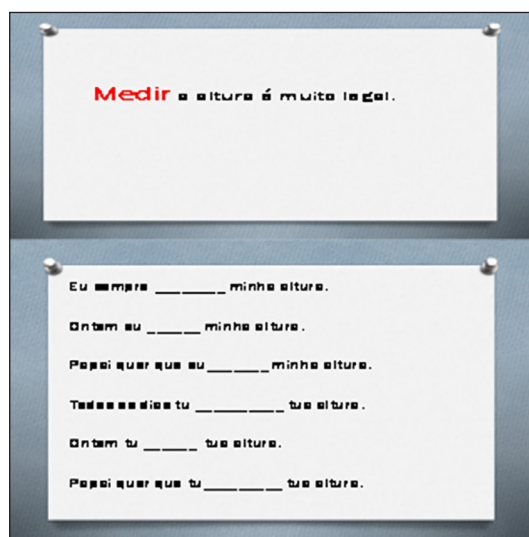 Medir a altura é muito legal.
Eu sempre ________ minha altura.
Ontem eu ______ minha altura.
Papai quer que eu _______ minha altura.
Todos os dias tu __________ tua altura.
Ontem tu ______ tua altura.
Papai quer que tu _________ tua altura.